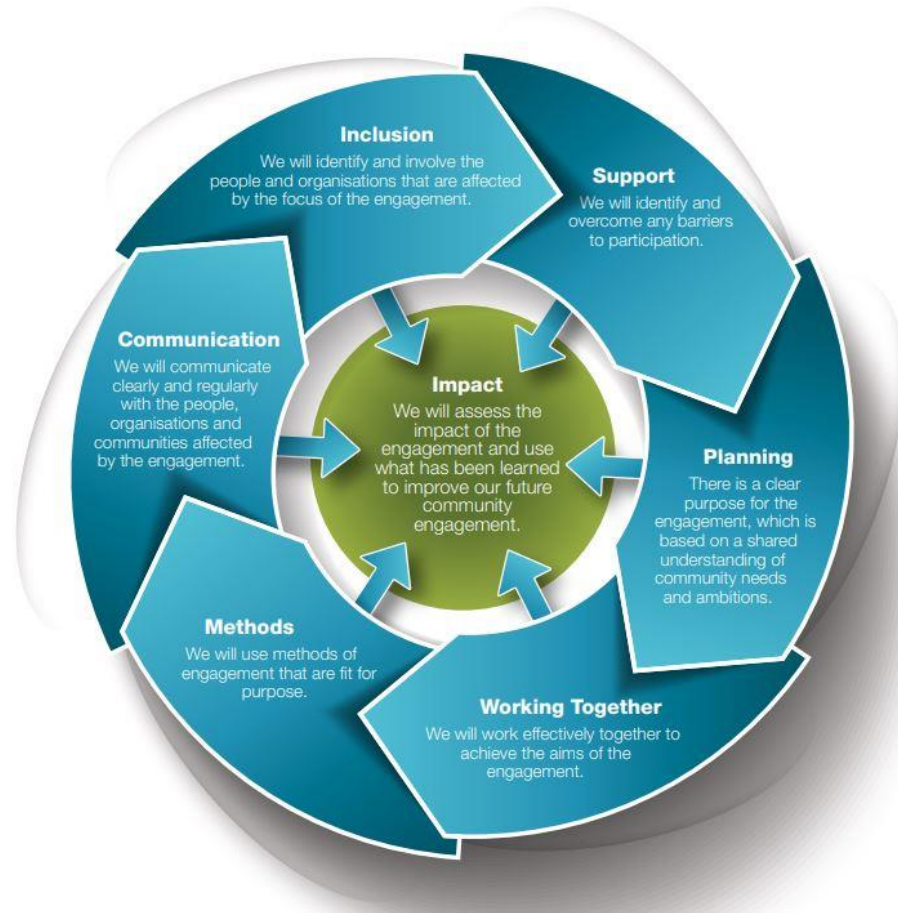 Inclusion
We will identify and involve the
people and organisations that are affected
by the focus of the engagement.
Support
We will identify and
overcome any barriers
to participation.
Planning
There is a clear
purpose for the
engagement, which is
based on a shared
understanding of
community needs
and ambitions.
Working Together
We will work effectively together to
achieve the aims of the
engagement.
Methods
We will use methods of
engagement that are fit for
purpose.
Communication
We will communicate
clearly and regularly
with the people,
organisations and
communities affected
by the engagement.
Impact
We will assess the
impact of the
engagement and use
what has been learned
to improve our future
community
engagement.